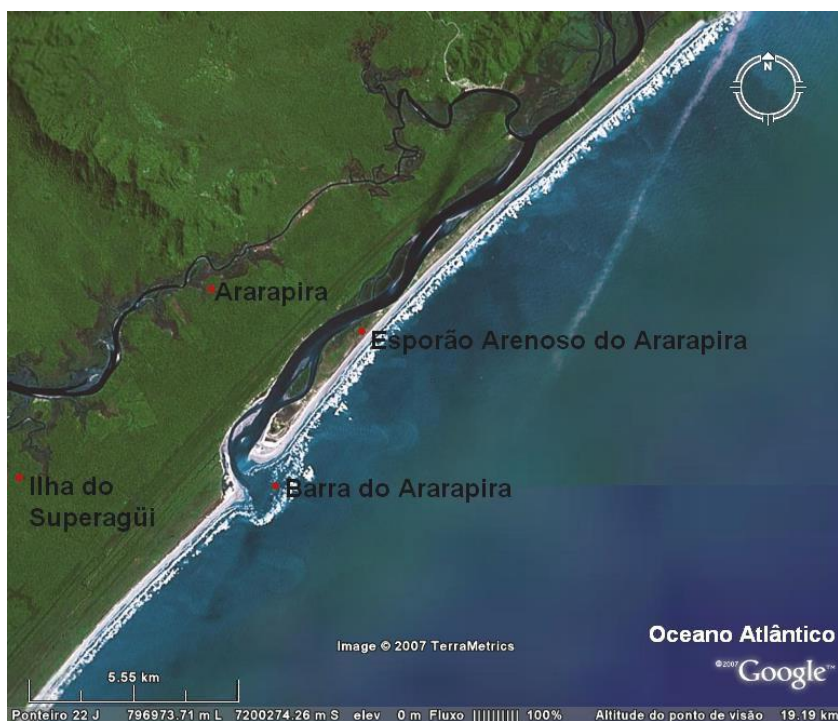 N
Ararapira
Esporão Arenoso do Ararapira
Ilha do
Superagüi
Barra do Ararapira
Oceano Atlântico
Image © 2007 TerraMetrics
©2007 Google™
5.55 km
Ponteiro 22 J 796973.71 m L 7200274.26 m S elev 0 m Fluxo |||||||||| 100% Altitude do ponto de visão 19.19 km